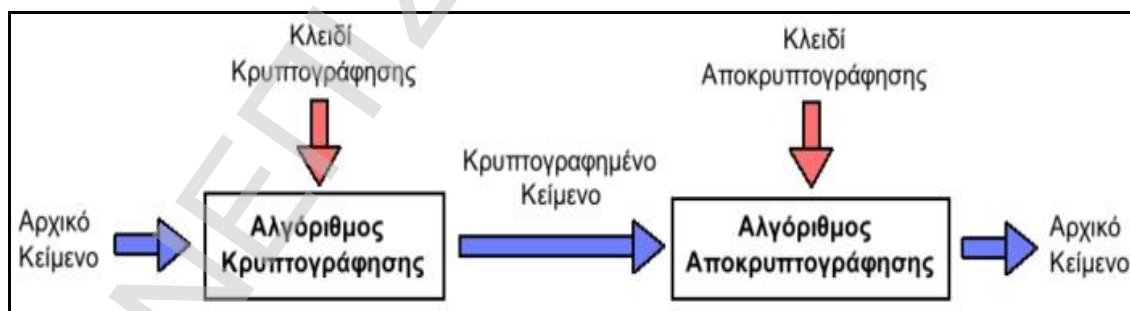 Κλειδί
Κρυπτογράφησης
Κλειδί
Αποκρυπτογράφησης
Αρχικό
Κείμενο
Αλγόριθμος
Κρυπτογράφησης
Κρυπτογραφημένο
Κείμενο
Αλγόριθμος
Αποκρυπτογράφησης
Αρχικό
Κείμενο